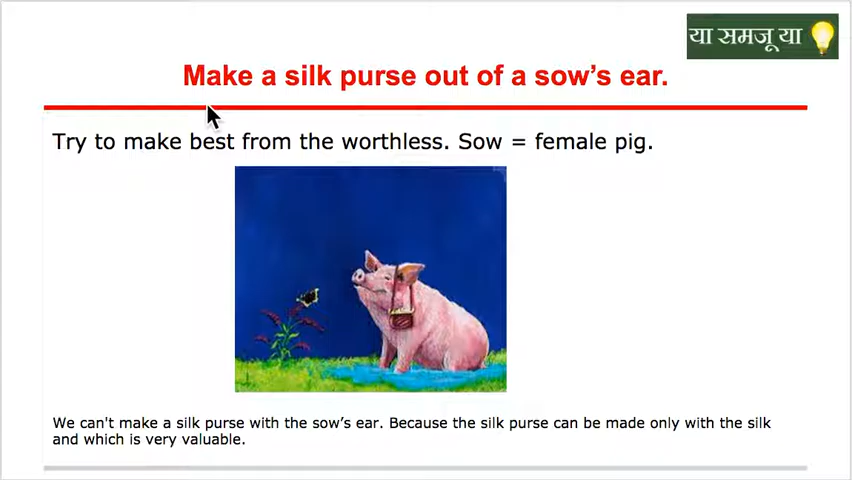 या समजू या
Make a silk purse out of a sow’s ear.
Try to make best from the worthless. Sow = female pig.
We can't make a silk purse with the sow’s ear. Because the silk purse can be made only with the silk
and which is very valuable.